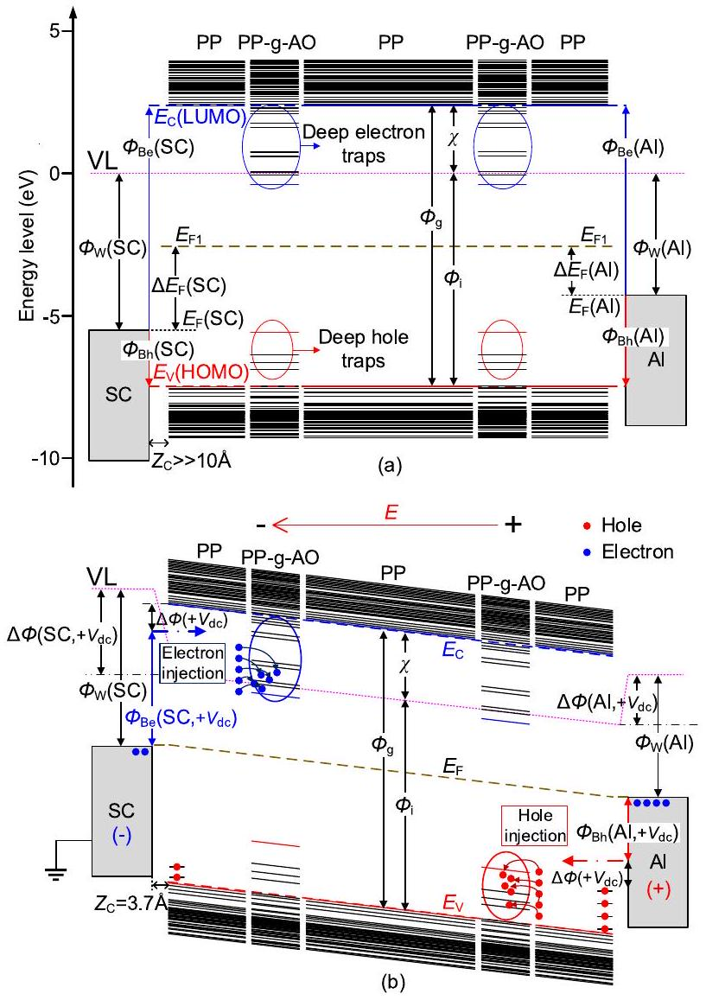 5
0
-5
-10
Energy level (eV)
PP
PP-g-AO
PP
PP-g-AO
PP
E_C(LUMO)
Φ_Be(SC)
Deep electron
traps
χ
Φ_Be(Al)
VL
Φ_g
Φ_W(SC)
E_F1
E_F1
Φ_W(Al)
ΔE_F(SC)
ΔE_F(Al)
Φ_i
E_F(SC)
E_F(Al)
Φ_Bh(SC)
Deep hole
traps
Φ_Bh(Al)
Al
E_V(HOMO)
SC
Z_C>>10Å
(a)
-
E
+
Hole
Electron
PP
PP-g-AO
PP
PP-g-AO
PP
VL
ΔΦ(+V_dc)
ΔΦ(SC,+V_dc)
Electron
injection
E_C
χ
Φ_W(SC)
ΔΦ(Al,+V_dc)
Φ_Be(SC,+V_dc)
Φ_g
Φ_W(Al)
E_F
Φ_i
SC
(-)
Hole
injection
Φ_Bh(Al,+V_dc)
Al
(+)
ΔΦ(+V_dc)
Z_C=3.7Å
E_V
(b)